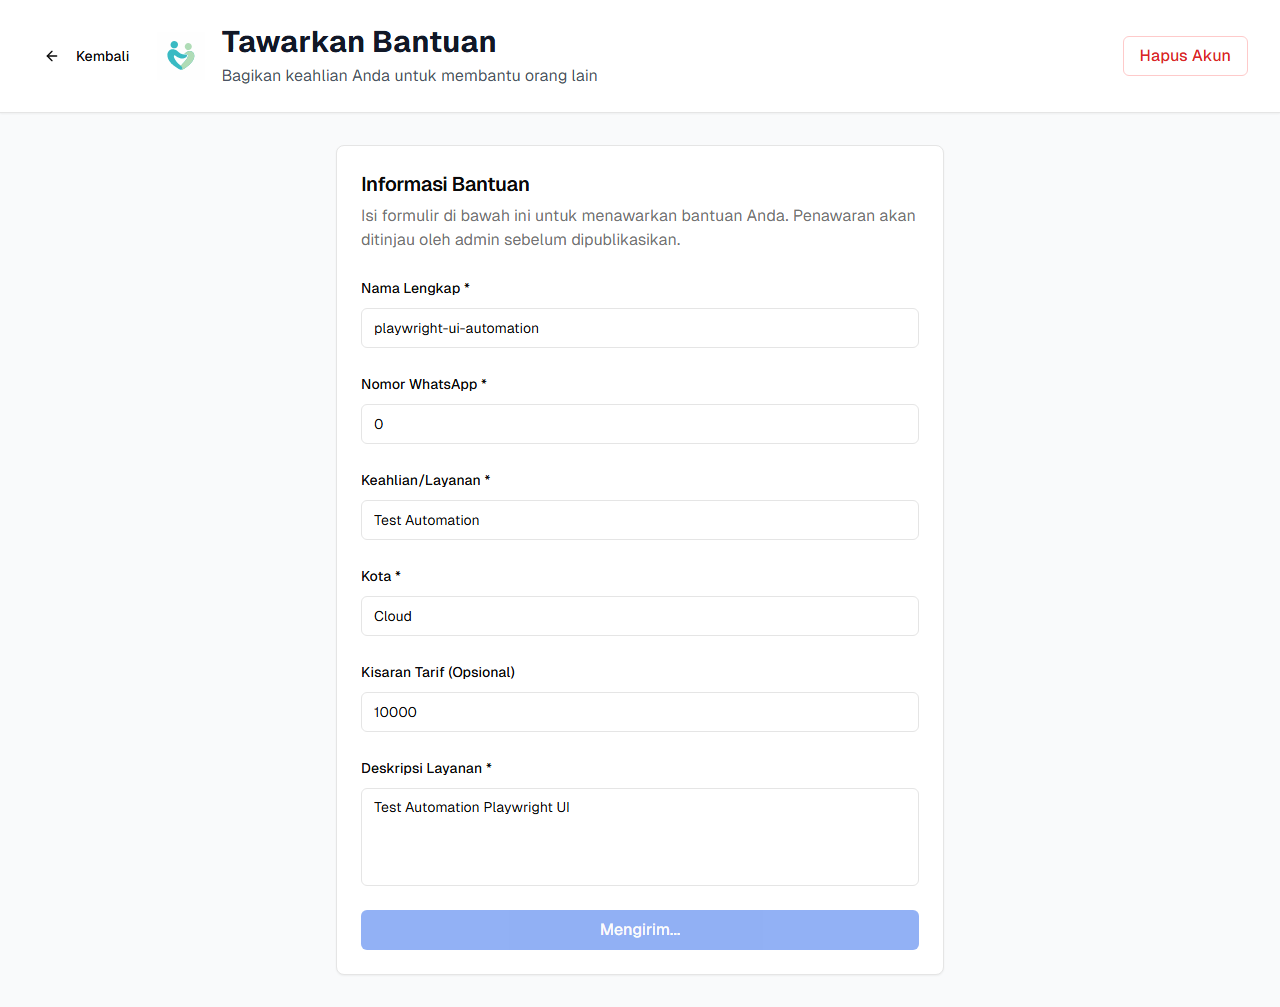 Kembali
Tawarkan Bantuan
Bagikan keahlian Anda untuk membantu orang lain
Hapus Akun
Informasi Bantuan
Isi formulir di bawah ini untuk menawarkan bantuan Anda. Penawaran akan
ditinjau oleh admin sebelum dipublikasikan.
Nama Lengkap *
playwright-ui-automation
Nomor WhatsApp *
0
Keahlian/Layanan *
Test Automation
Kota *
Cloud
Kisaran Tarif (Opsional)
10000
Deskripsi Layanan *
Test Automation Playwright UI
Mengirim...